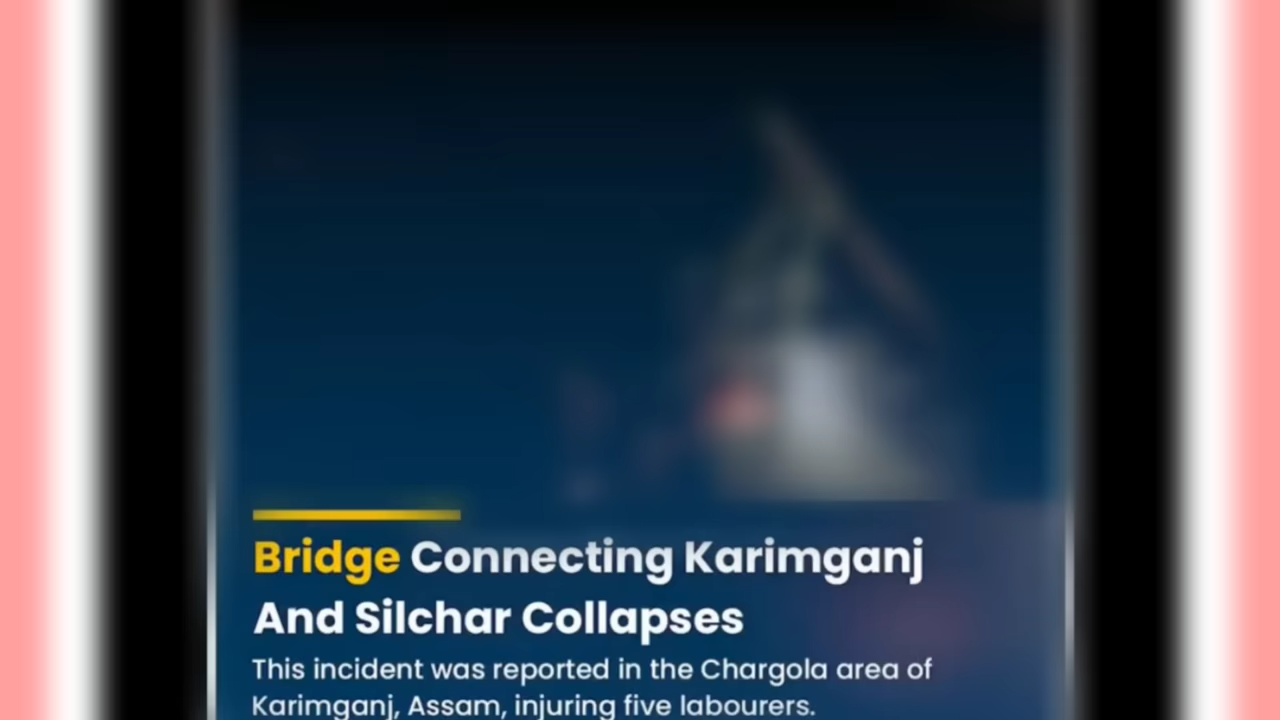 Bridge Connecting Karimganj
And Silchar Collapses
This incident was reported in the Chargola area of
Karimganj, Assam, injuring five labourers.